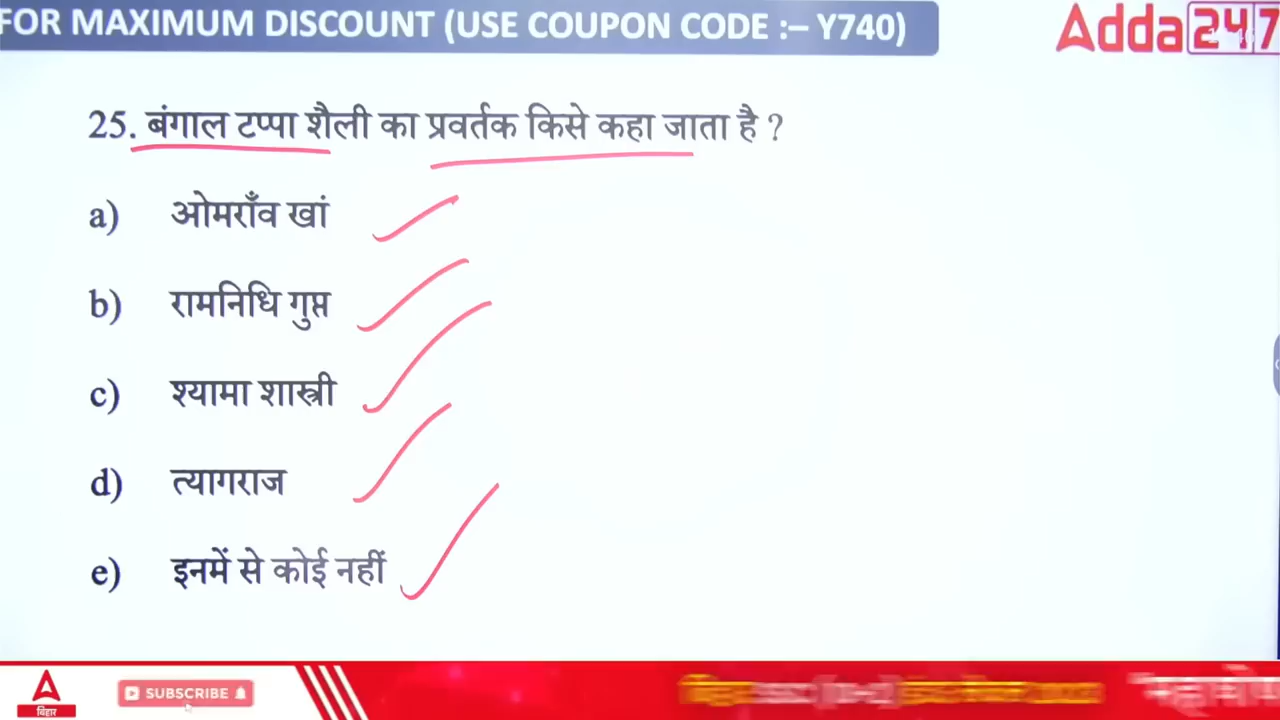 FOR MAXIMUM DISCOUNT (USE COUPON CODE :– Y740)
Adda247
25. बंगाल टप्पा शैली का प्रवर्तक किसे कहा जाता है ?
a) ओमराँव खां
b) रामनिधि गुप्त
c) श्यामा शास्त्री
d) त्यागराज
e) इनमें से कोई नहीं
बिहार
SUBSCRIBE